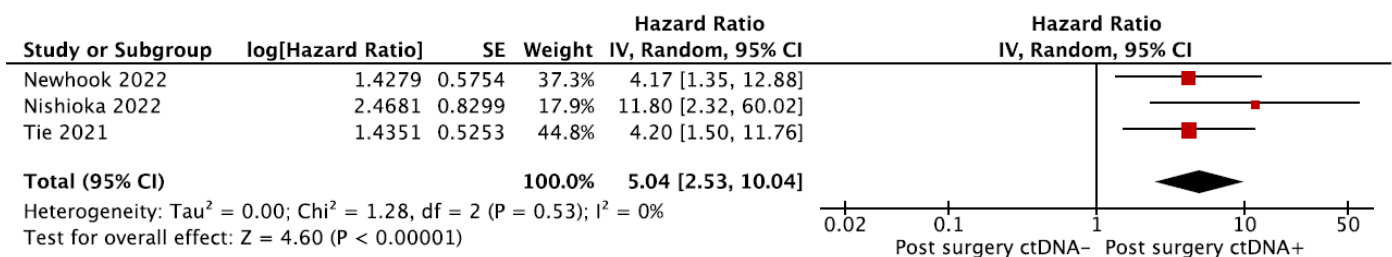 Hazard Ratio Hazard Ratio
Study or Subgroup log[Hazard Ratio] SE Weight IV, Random, 95% CI IV, Random, 95% CI
Newhook 2022 1.4279 0.5754 37.3% 4.17 [1.35, 12.88]
Nishioka 2022 2.4681 0.8299 17.9% 11.80 [2.32, 60.02]
Tie 2021 1.4351 0.5253 44.8% 4.20 [1.50, 11.76]
Total (95% CI) 100.0% 5.04 [2.53, 10.04]
Heterogeneity: Tau² = 0.00; Chi² = 1.28, df = 2 (P = 0.53); I² = 0%
Test for overall effect: Z = 4.60 (P < 0.00001)
0.02 0.1 1 10 50
Post surgery ctDNA- Post surgery ctDNA+